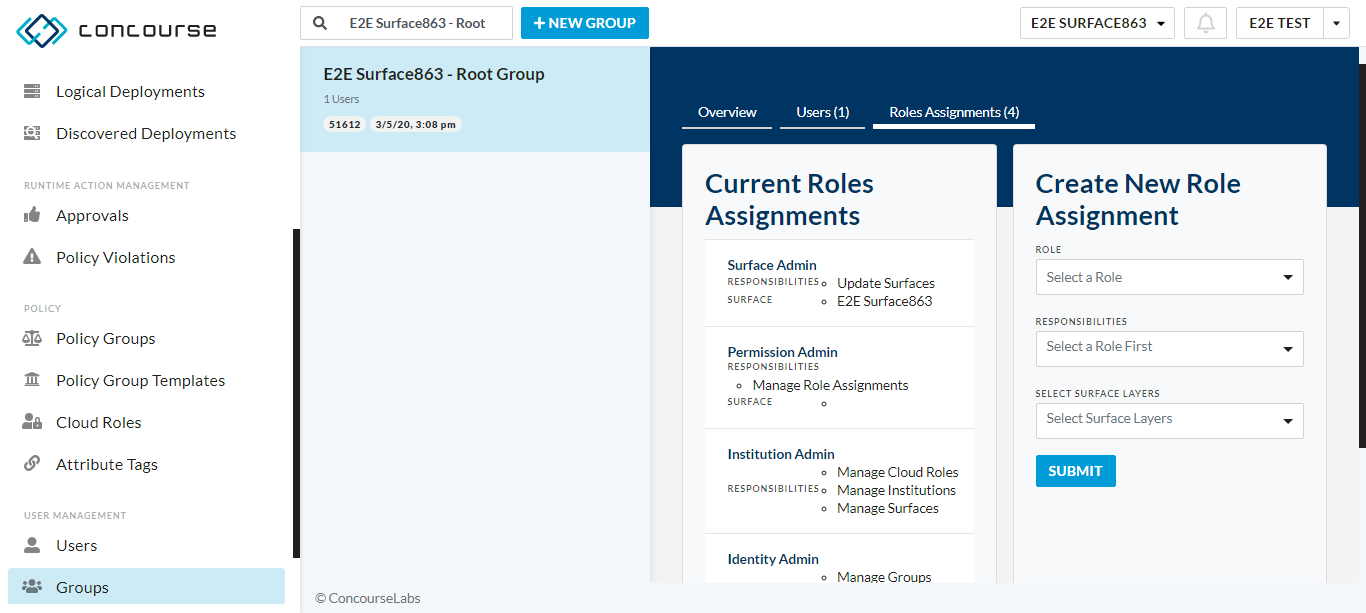 concourse
E2E Surface863 - Root
+ NEW GROUP
E2E SURFACE863
E2E TEST
Logical Deployments
Discovered Deployments
RUNTIME ACTION MANAGEMENT
Approvals
Policy Violations
POLICY
Policy Groups
Policy Group Templates
Cloud Roles
Attribute Tags
USER MANAGEMENT
Users
Groups
E2E Surface863 - Root Group
1 Users
51612 3/5/20, 3:08 pm
Overview
Users (1)
Roles Assignments (4)
Current Roles
Assignments
Surface Admin
RESPONSIBILITIES Update Surfaces
SURFACE E2E Surface863
Permission Admin
RESPONSIBILITIES
Manage Role Assignments
SURFACE
Institution Admin
Manage Cloud Roles
RESPONSIBILITIES Manage Institutions
Manage Surfaces
Identity Admin
Manage Groups
Create New Role
Assignment
ROLE
Select a Role
RESPONSIBILITIES
Select a Role First
SELECT SURFACE LAYERS
Select Surface Layers
SUBMIT
© ConcourseLabs